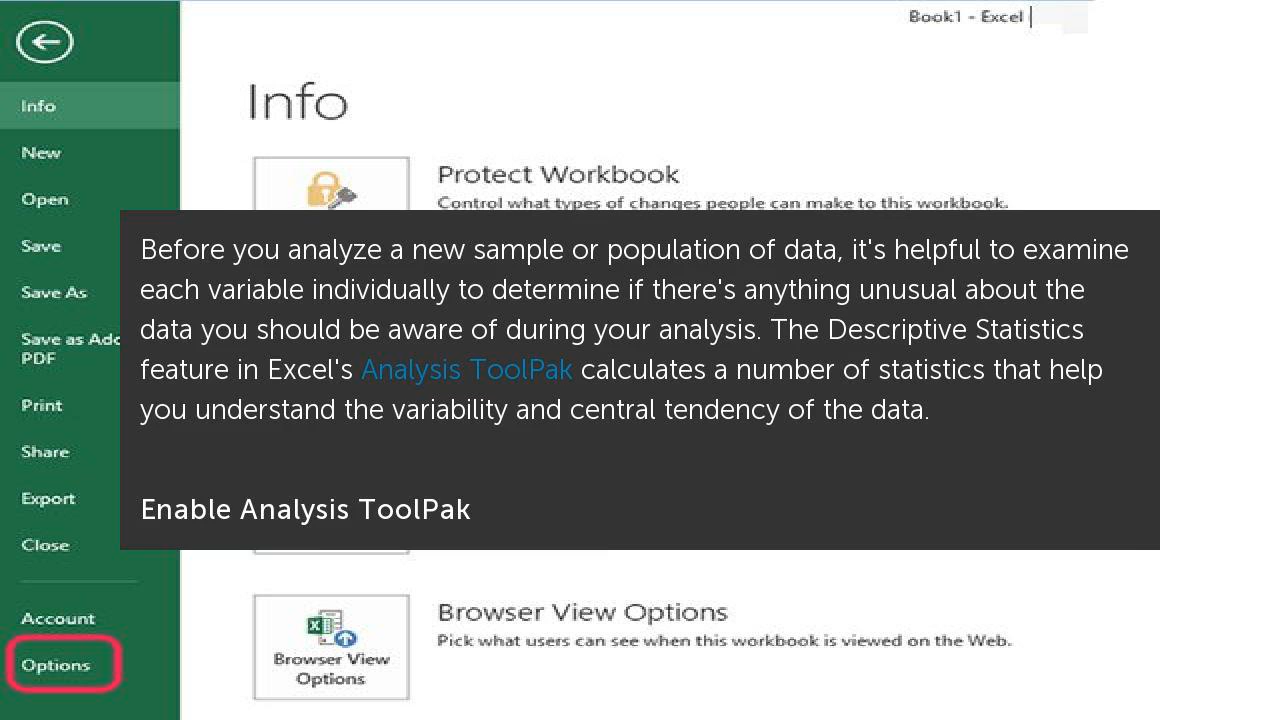 Book1 - Excel
Info
New
Open
Save
Save As
Save as Adc
PDF
Print
Share
Export
Close
Account
Options
Info
Protect Workbook
Control what types of changes people can make to this workbook.
Before you analyze a new sample or population of data, it's helpful to examine
each variable individually to determine if there's anything unusual about the
data you should be aware of during your analysis. The Descriptive Statistics
feature in Excel's Analysis ToolPak calculates a number of statistics that help
you understand the variability and central tendency of the data.
Enable Analysis ToolPak
Browser View
Options
Browser View Options
Pick what users can see when this workbook is viewed on the Web.